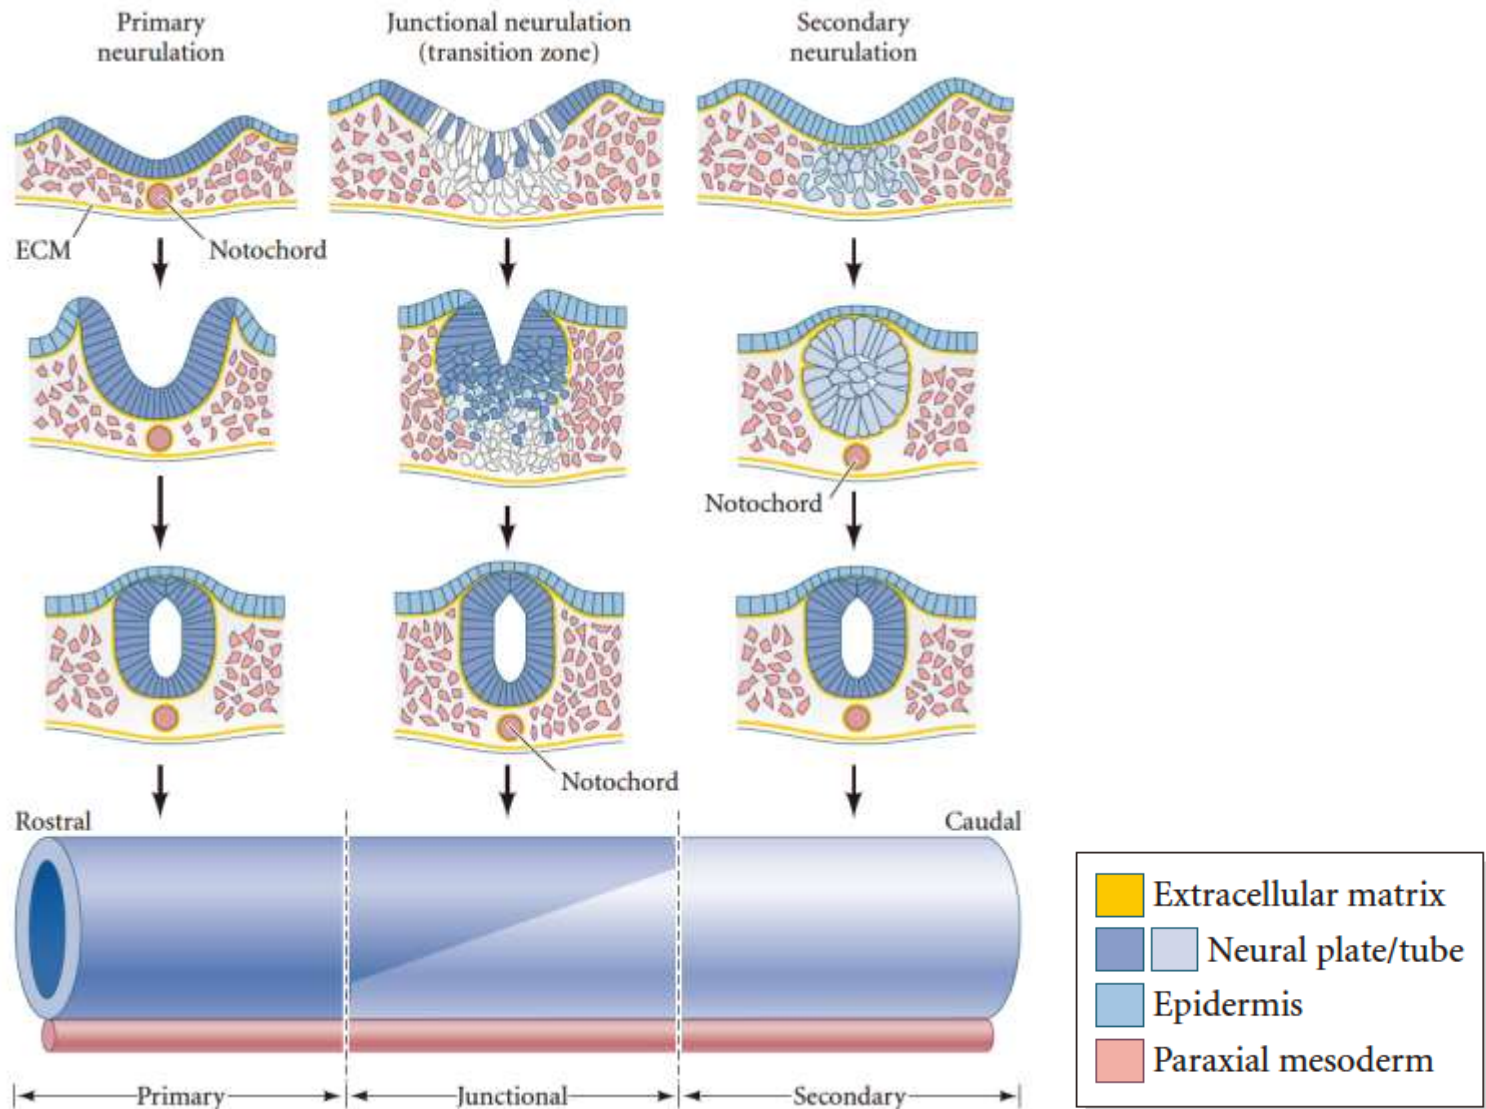 Primary
neurulation
Junctional neurulation
(transition zone)
Secondary
neurulation
ECM
Notochord
Notochord
Notochord
Rostral
Caudal
Primary
Junctional
Secondary
Extracellular matrix
Neural plate/tube
Epidermis
Paraxial mesoderm